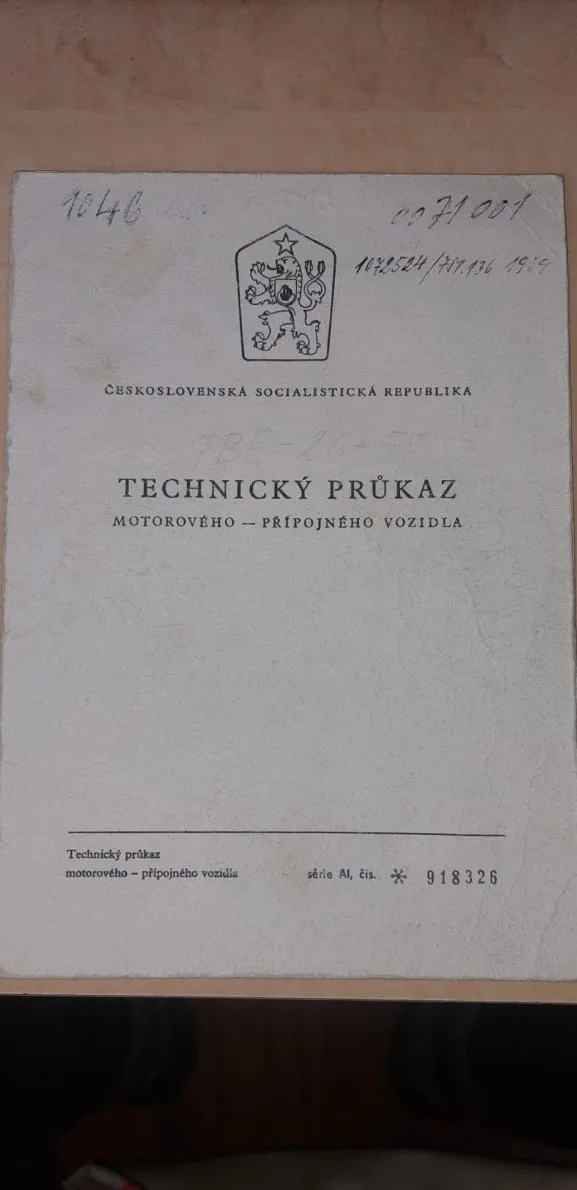 1046
0071001
1072524/711.136 1989
ČESKOSLOVENSKÁ SOCIALISTICKÁ REPUBLIKA
TECHNICKÝ PRŮKAZ
MOTOROVÉHO – PŘÍPOJNÉHO VOZIDLA
Technický průkaz
motorového – přípojného vozidla
série AI, čís. * 918326